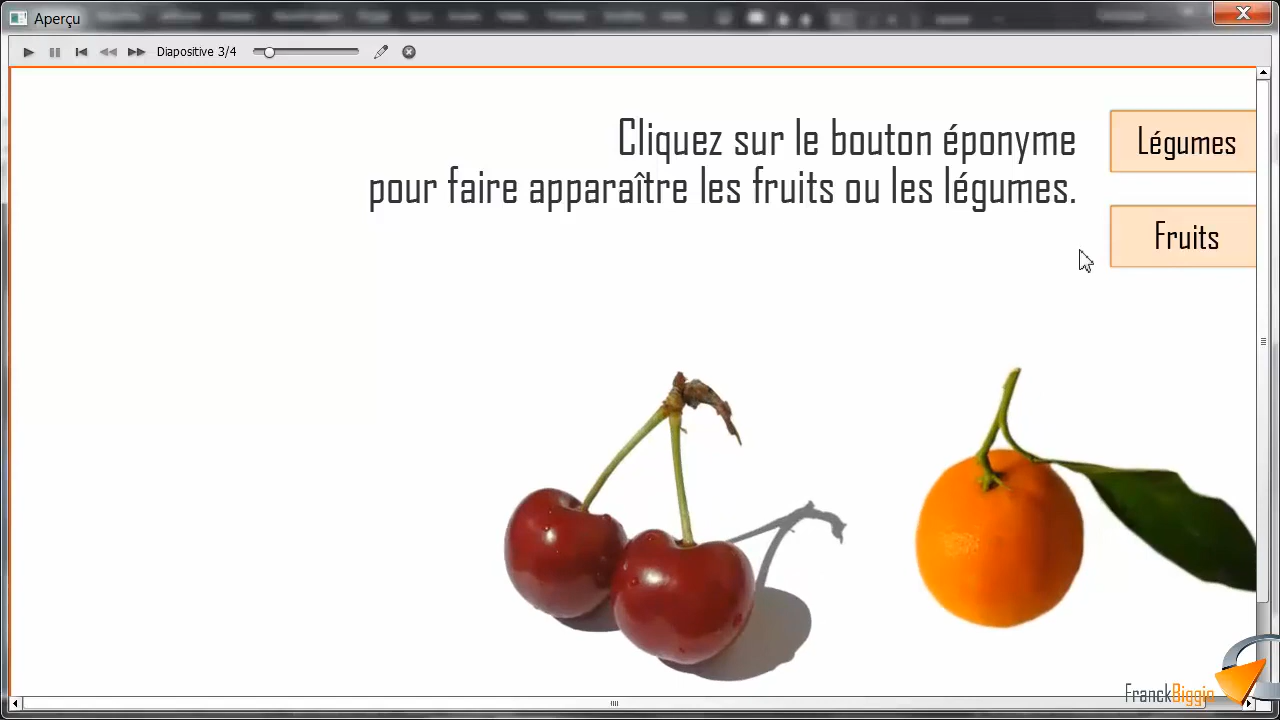 Aperçu
Diapositive 3/4
Cliquez sur le bouton éponyme
pour faire apparaître les fruits ou les légumes.
Légumes
Fruits
FranckBiggio